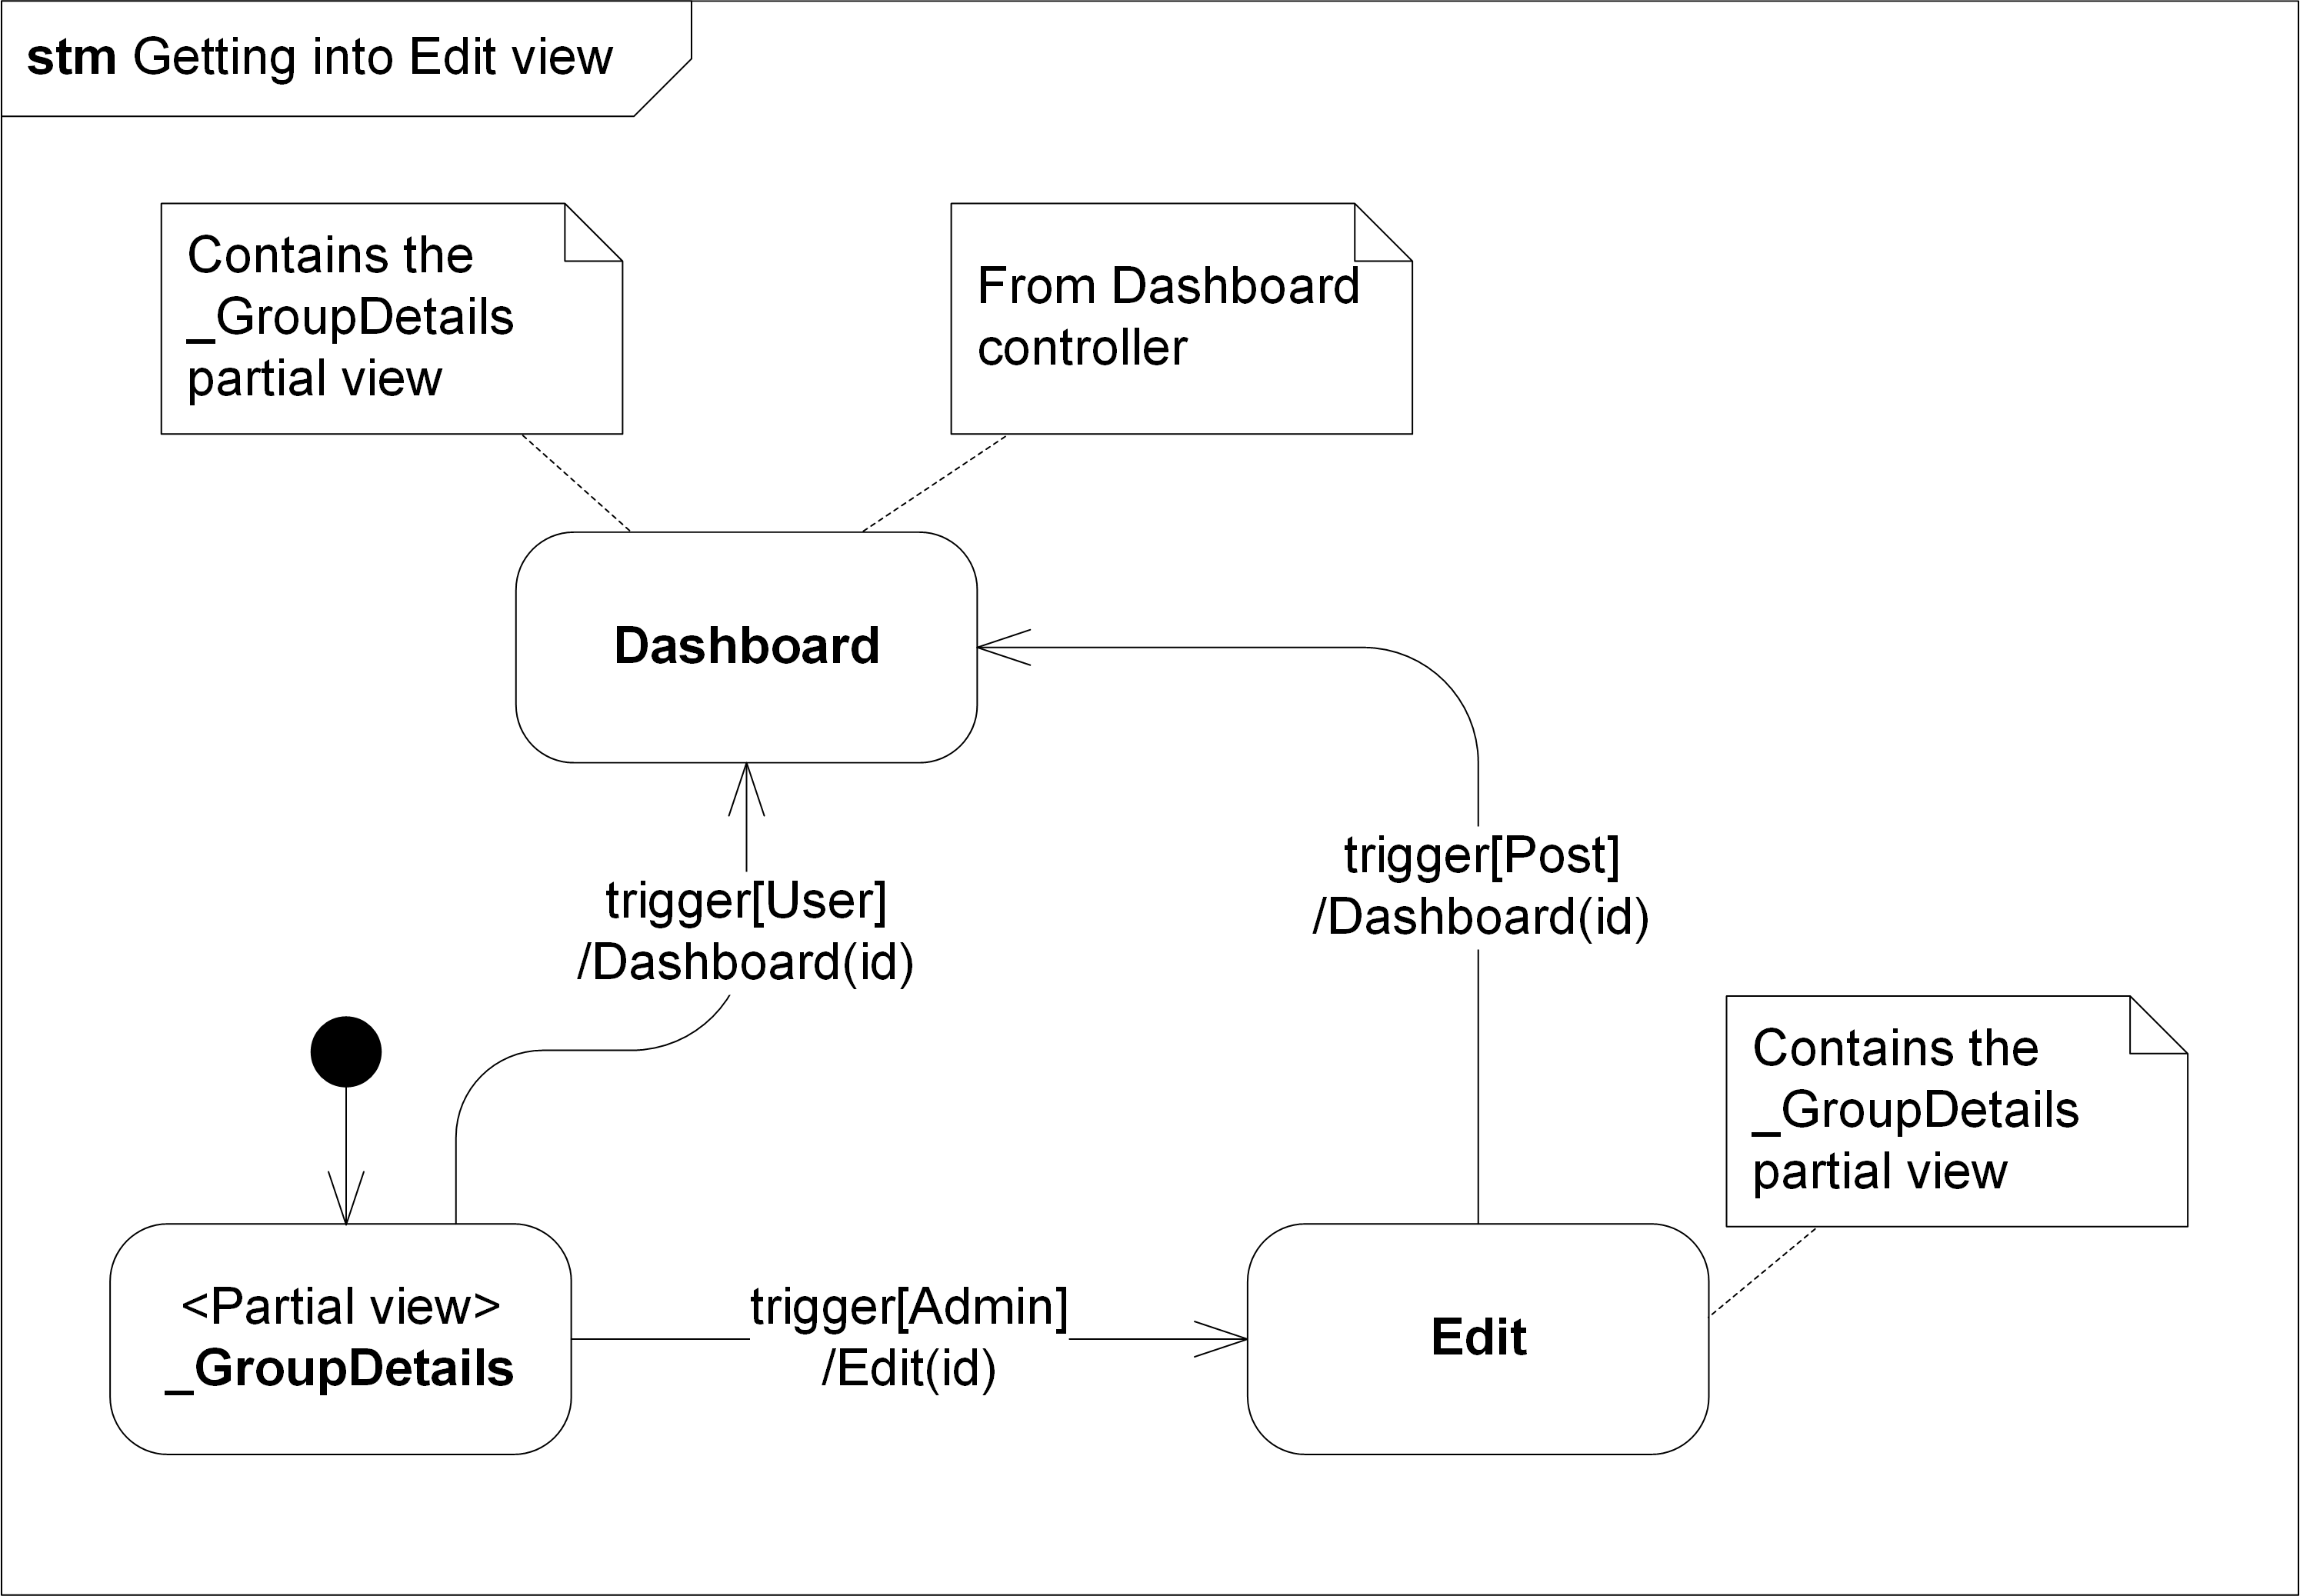 stm Getting into Edit view
Contains the
_GroupDetails
partial view
From Dashboard
controller
Dashboard
trigger[User]
/Dashboard(id)
trigger[Post]
/Dashboard(id)
Contains the
_GroupDetails
partial view
<Partial view>
_GroupDetails
trigger[Admin]
/Edit(id)
Edit